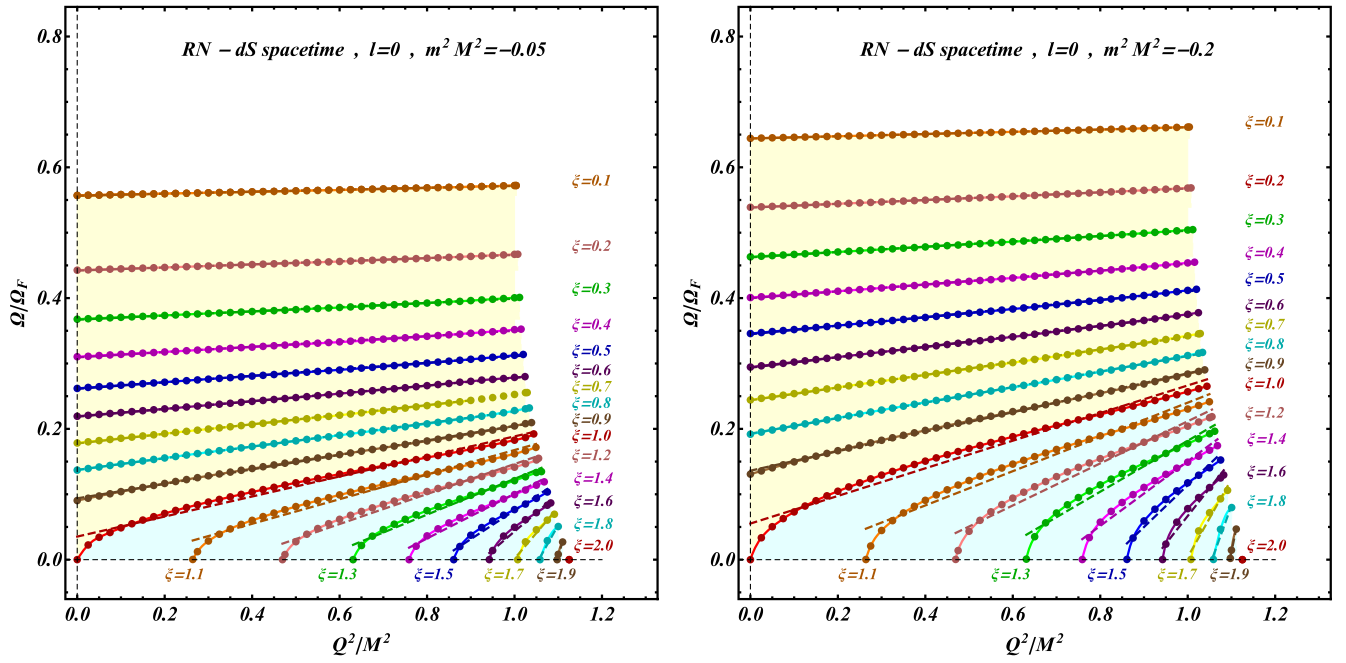 RN − dS spacetime , l=0 , m² M²=−0.05
Ω/Ω_F
0.8
0.6
0.4
0.2
0.0
ξ=0.1
ξ=0.2
ξ=0.3
ξ=0.4
ξ=0.5
ξ=0.6
ξ=0.7
ξ=0.8
ξ=0.9
ξ=1.0
ξ=1.2
ξ=1.4
ξ=1.6
ξ=1.8
ξ=2.0
ξ=1.1 ξ=1.3 ξ=1.5 ξ=1.7 ξ=1.9
0.0 0.2 0.4 0.6 0.8 1.0 1.2
Q²/M²
RN − dS spacetime , l=0 , m² M²=−0.2
Ω/Ω_F
0.8
0.6
0.4
0.2
0.0
ξ=0.1
ξ=0.2
ξ=0.3
ξ=0.4
ξ=0.5
ξ=0.6
ξ=0.7
ξ=0.8
ξ=0.9
ξ=1.0
ξ=1.2
ξ=1.4
ξ=1.6
ξ=1.8
ξ=2.0
ξ=1.1 ξ=1.3 ξ=1.5 ξ=1.7 ξ=1.9
0.0 0.2 0.4 0.6 0.8 1.0 1.2
Q²/M²